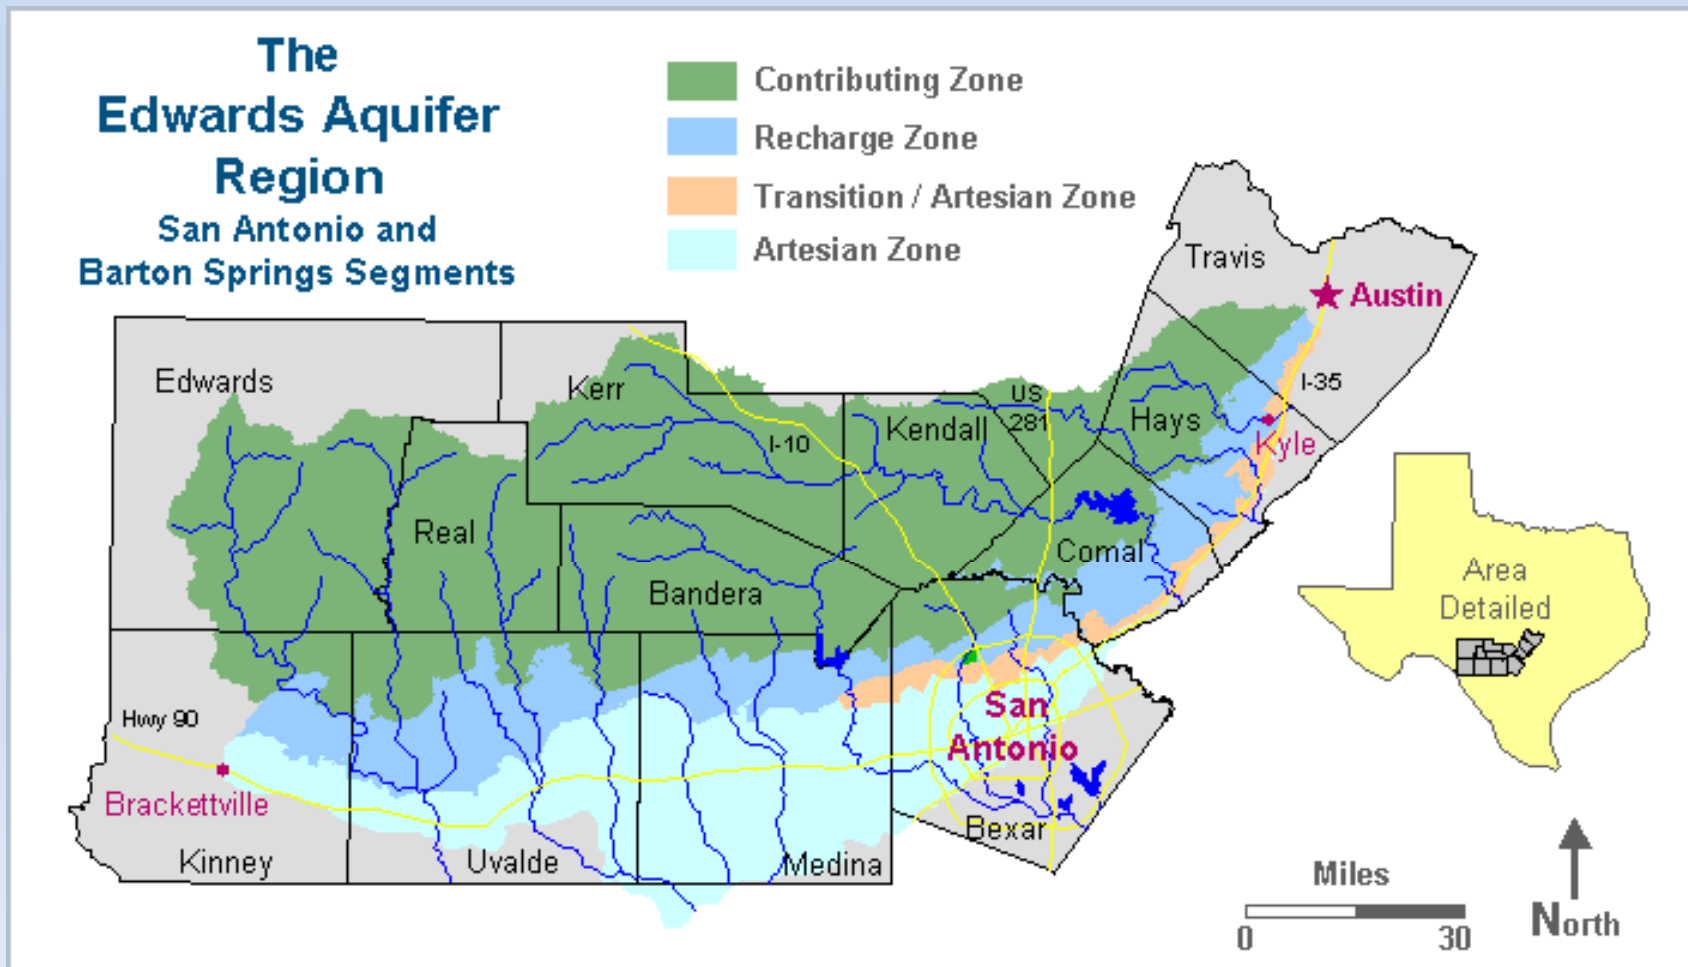 The
Edwards Aquifer
Region
San Antonio and
Barton Springs Segments
Contributing Zone
Recharge Zone
Transition / Artesian Zone
Artesian Zone
Travis
Austin
Edwards
Kerr
I-35
US
281
Hays
Kendall
I-10
Kyle
Real
Comal
Bandera
Area
Detailed
Hwy 90
San
Antonio
Brackettville
Bexar
Kinney
Uvalde
Medina
Miles
0
30
North